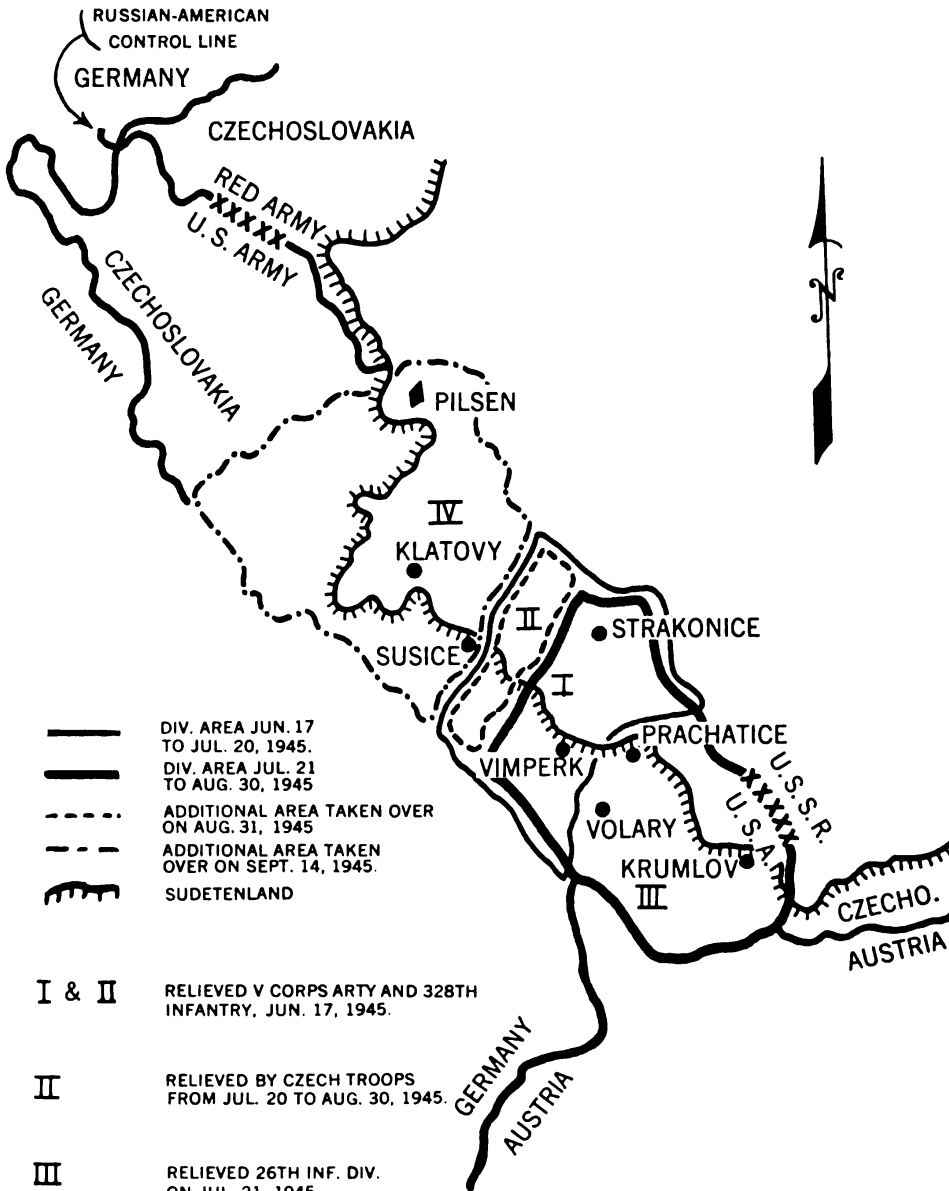 RUSSIAN-AMERICAN
CONTROL LINE
GERMANY
CZECHOSLOVAKIA
RED ARMY
XXXXX
U.S. ARMY
CZECHOSLOVAKIA
GERMANY
N
PILSEN
IV
KLATOVY
II
STRAKONICE
SUSICE
I
PRACHATICE
VIMPERK
U.S.S.R.
XXXXX
U.S.A.
VOLARY
KRUMLOV
III
CZECHO.
AUSTRIA
GERMANY
AUSTRIA
DIV. AREA JUN. 17
TO JUL. 20, 1945.
DIV. AREA JUL. 21
TO AUG. 30, 1945
ADDITIONAL AREA TAKEN OVER
ON AUG. 31, 1945
ADDITIONAL AREA TAKEN
OVER ON SEPT. 14, 1945.
SUDETENLAND
I & II RELIEVED V CORPS ARTY AND 328TH
INFANTRY, JUN. 17, 1945.
II RELIEVED BY CZECH TROOPS
FROM JUL. 20 TO AUG. 30, 1945.
III RELIEVED 26TH INF. DIV.
ON JUL. 21, 1945